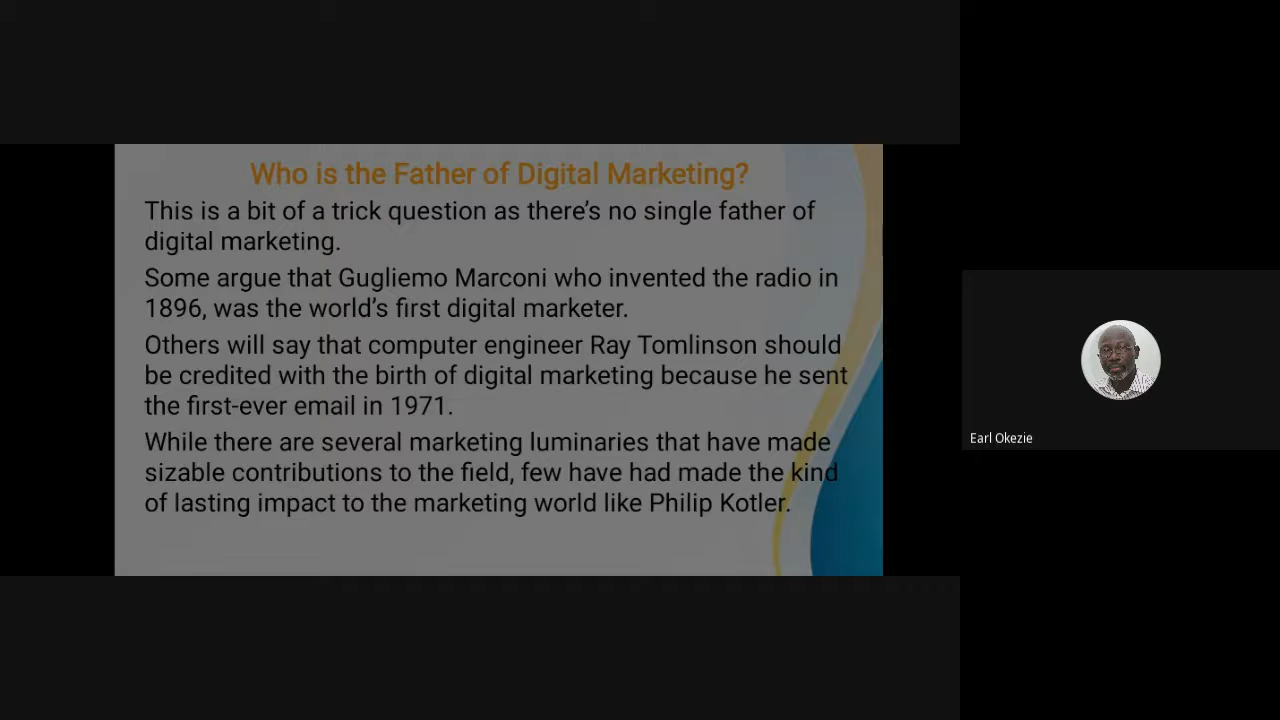 Who is the Father of Digital Marketing?
This is a bit of a trick question as there's no single father of
digital marketing.
Some argue that Gugliemo Marconi who invented the radio in
1896, was the world's first digital marketer.
Others will say that computer engineer Ray Tomlinson should
be credited with the birth of digital marketing because he sent
the first-ever email in 1971.
While there are several marketing luminaries that have made
sizable contributions to the field, few have had made the kind
of lasting impact to the marketing world like Philip Kotler.
Earl Okezie